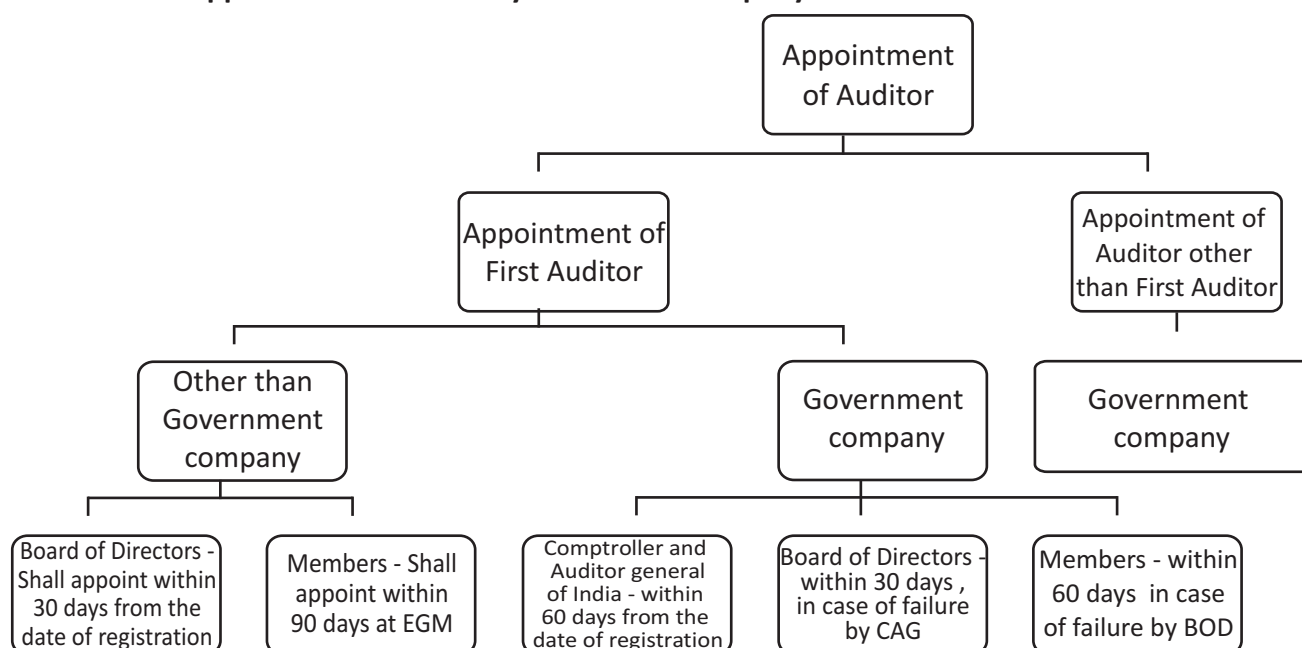 Appointment
of Auditor
Appointment of
First Auditor
Appointment of
Auditor other
than First Auditor
Other than
Government
company
Government
company
Government
company
Board of Directors -
Shall appoint within
30 days from the
date of registration
Members - Shall
appoint within
90 days at EGM
Comptroller and
Auditor general
of India - within
60 days from the
date of registration
Board of Directors -
within 30 days ,
in case of failure
by CAG
Members - within
60 days in case
of failure by BOD